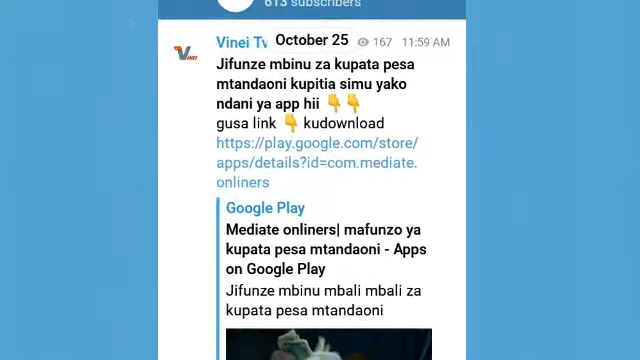 613 subscribers
Vinei Tv October 25 167 11:59 AM
VINEI
Jifunze mbinu za kupata pesa
mtandaoni kupitia simu yako
ndani ya app hii 👇👇
gusa link 👇 kudownload
https://play.google.com/store/
apps/details?id=com.mediate.
onliners
Google Play
Mediate onliners| mafunzo ya
kupata pesa mtandaoni - Apps
on Google Play
Jifunze mbinu mbali mbali za
kupata pesa mtandaoni